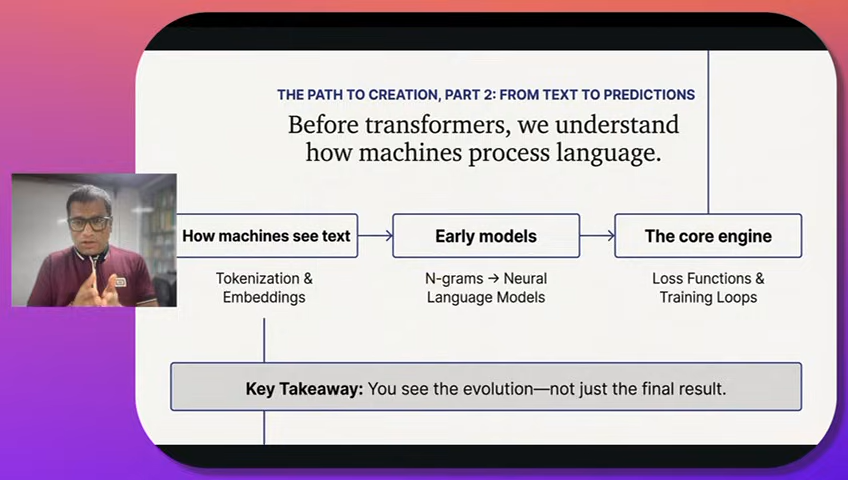 THE PATH TO CREATION, PART 2: FROM TEXT TO PREDICTIONS
Before transformers, we understand
how machines process language.
How machines see text
Early models
The core engine
Tokenization &
Embeddings
N-grams → Neural
Language Models
Loss Functions &
Training Loops
Key Takeaway: You see the evolution—not just the final result.